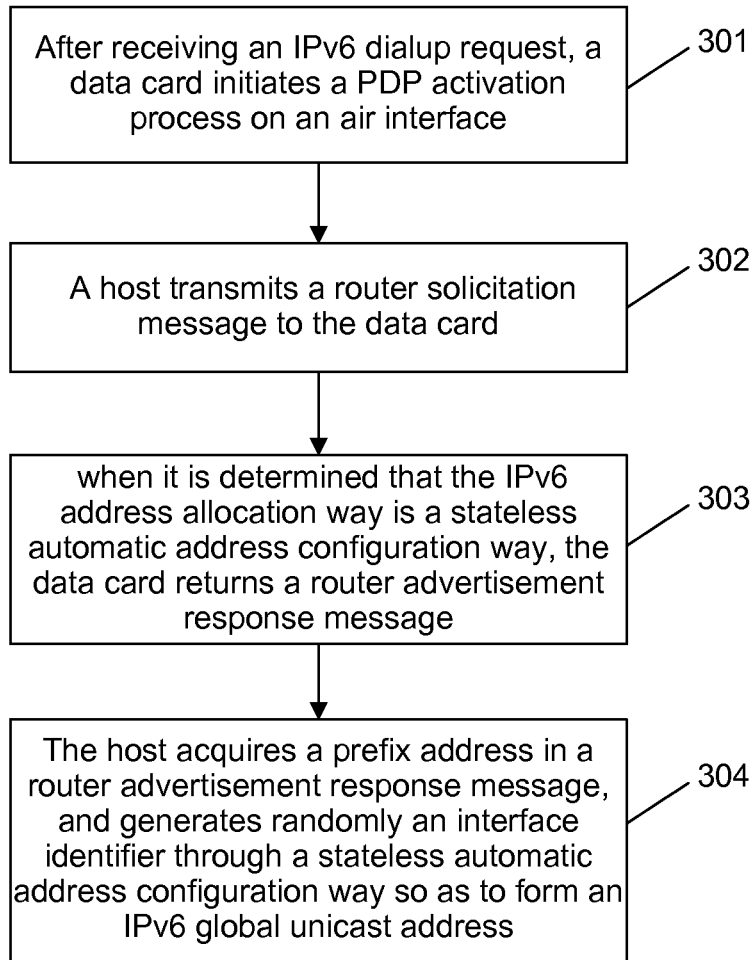 After receiving an IPv6 dialup request, a
data card initiates a PDP activation
process on an air interface
301
A host transmits a router solicitation
message to the data card
302
when it is determined that the IPv6
address allocation way is a stateless
automatic address configuration way, the
data card returns a router advertisement
response message
303
The host acquires a prefix address in a
router advertisement response message,
and generates randomly an interface
identifier through a stateless automatic
address configuration way so as to form an
IPv6 global unicast address
304